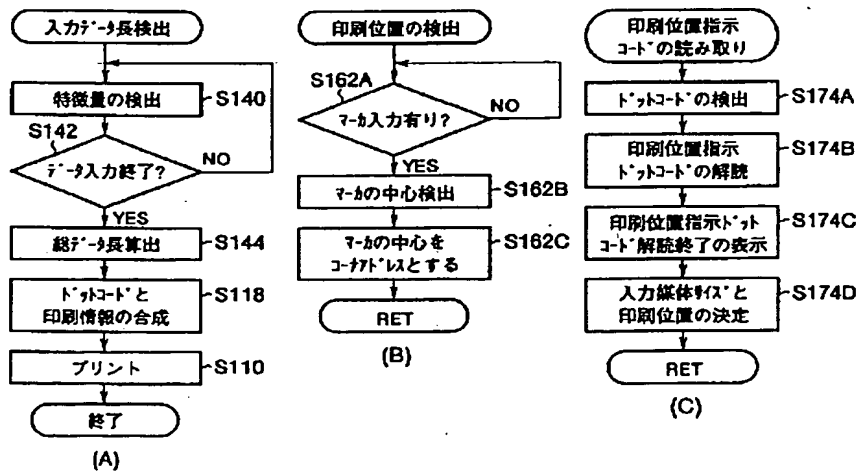 入力ﾃﾞｰﾀ長検出
特徴量の検出
S140
S142
ﾃﾞｰﾀ入力終了?
NO
YES
総ﾃﾞｰﾀ長算出
S144
ﾄﾞｯﾄｺｰﾄﾞと
印刷情報の合成
S118
プリント
S110
終了
(A)
印刷位置の検出
S162A
ﾏｰｶ入力有り?
NO
YES
ﾏｰｶの中心検出
S162B
ﾏｰｶの中心を
ｺｰﾅｱﾄﾞﾚｽとする
S162C
RET
(B)
印刷位置指示
ｺｰﾄﾞの読み取り
ﾄﾞｯﾄｺｰﾄﾞの検出
S174A
印刷位置指示
ﾄﾞｯﾄｺｰﾄﾞの解読
S174B
印刷位置指示ﾄﾞｯﾄ
ｺｰﾄﾞ解読終了の表示
S174C
入力媒体ｻｲｽﾞと
印刷位置の決定
S174D
RET
(C)